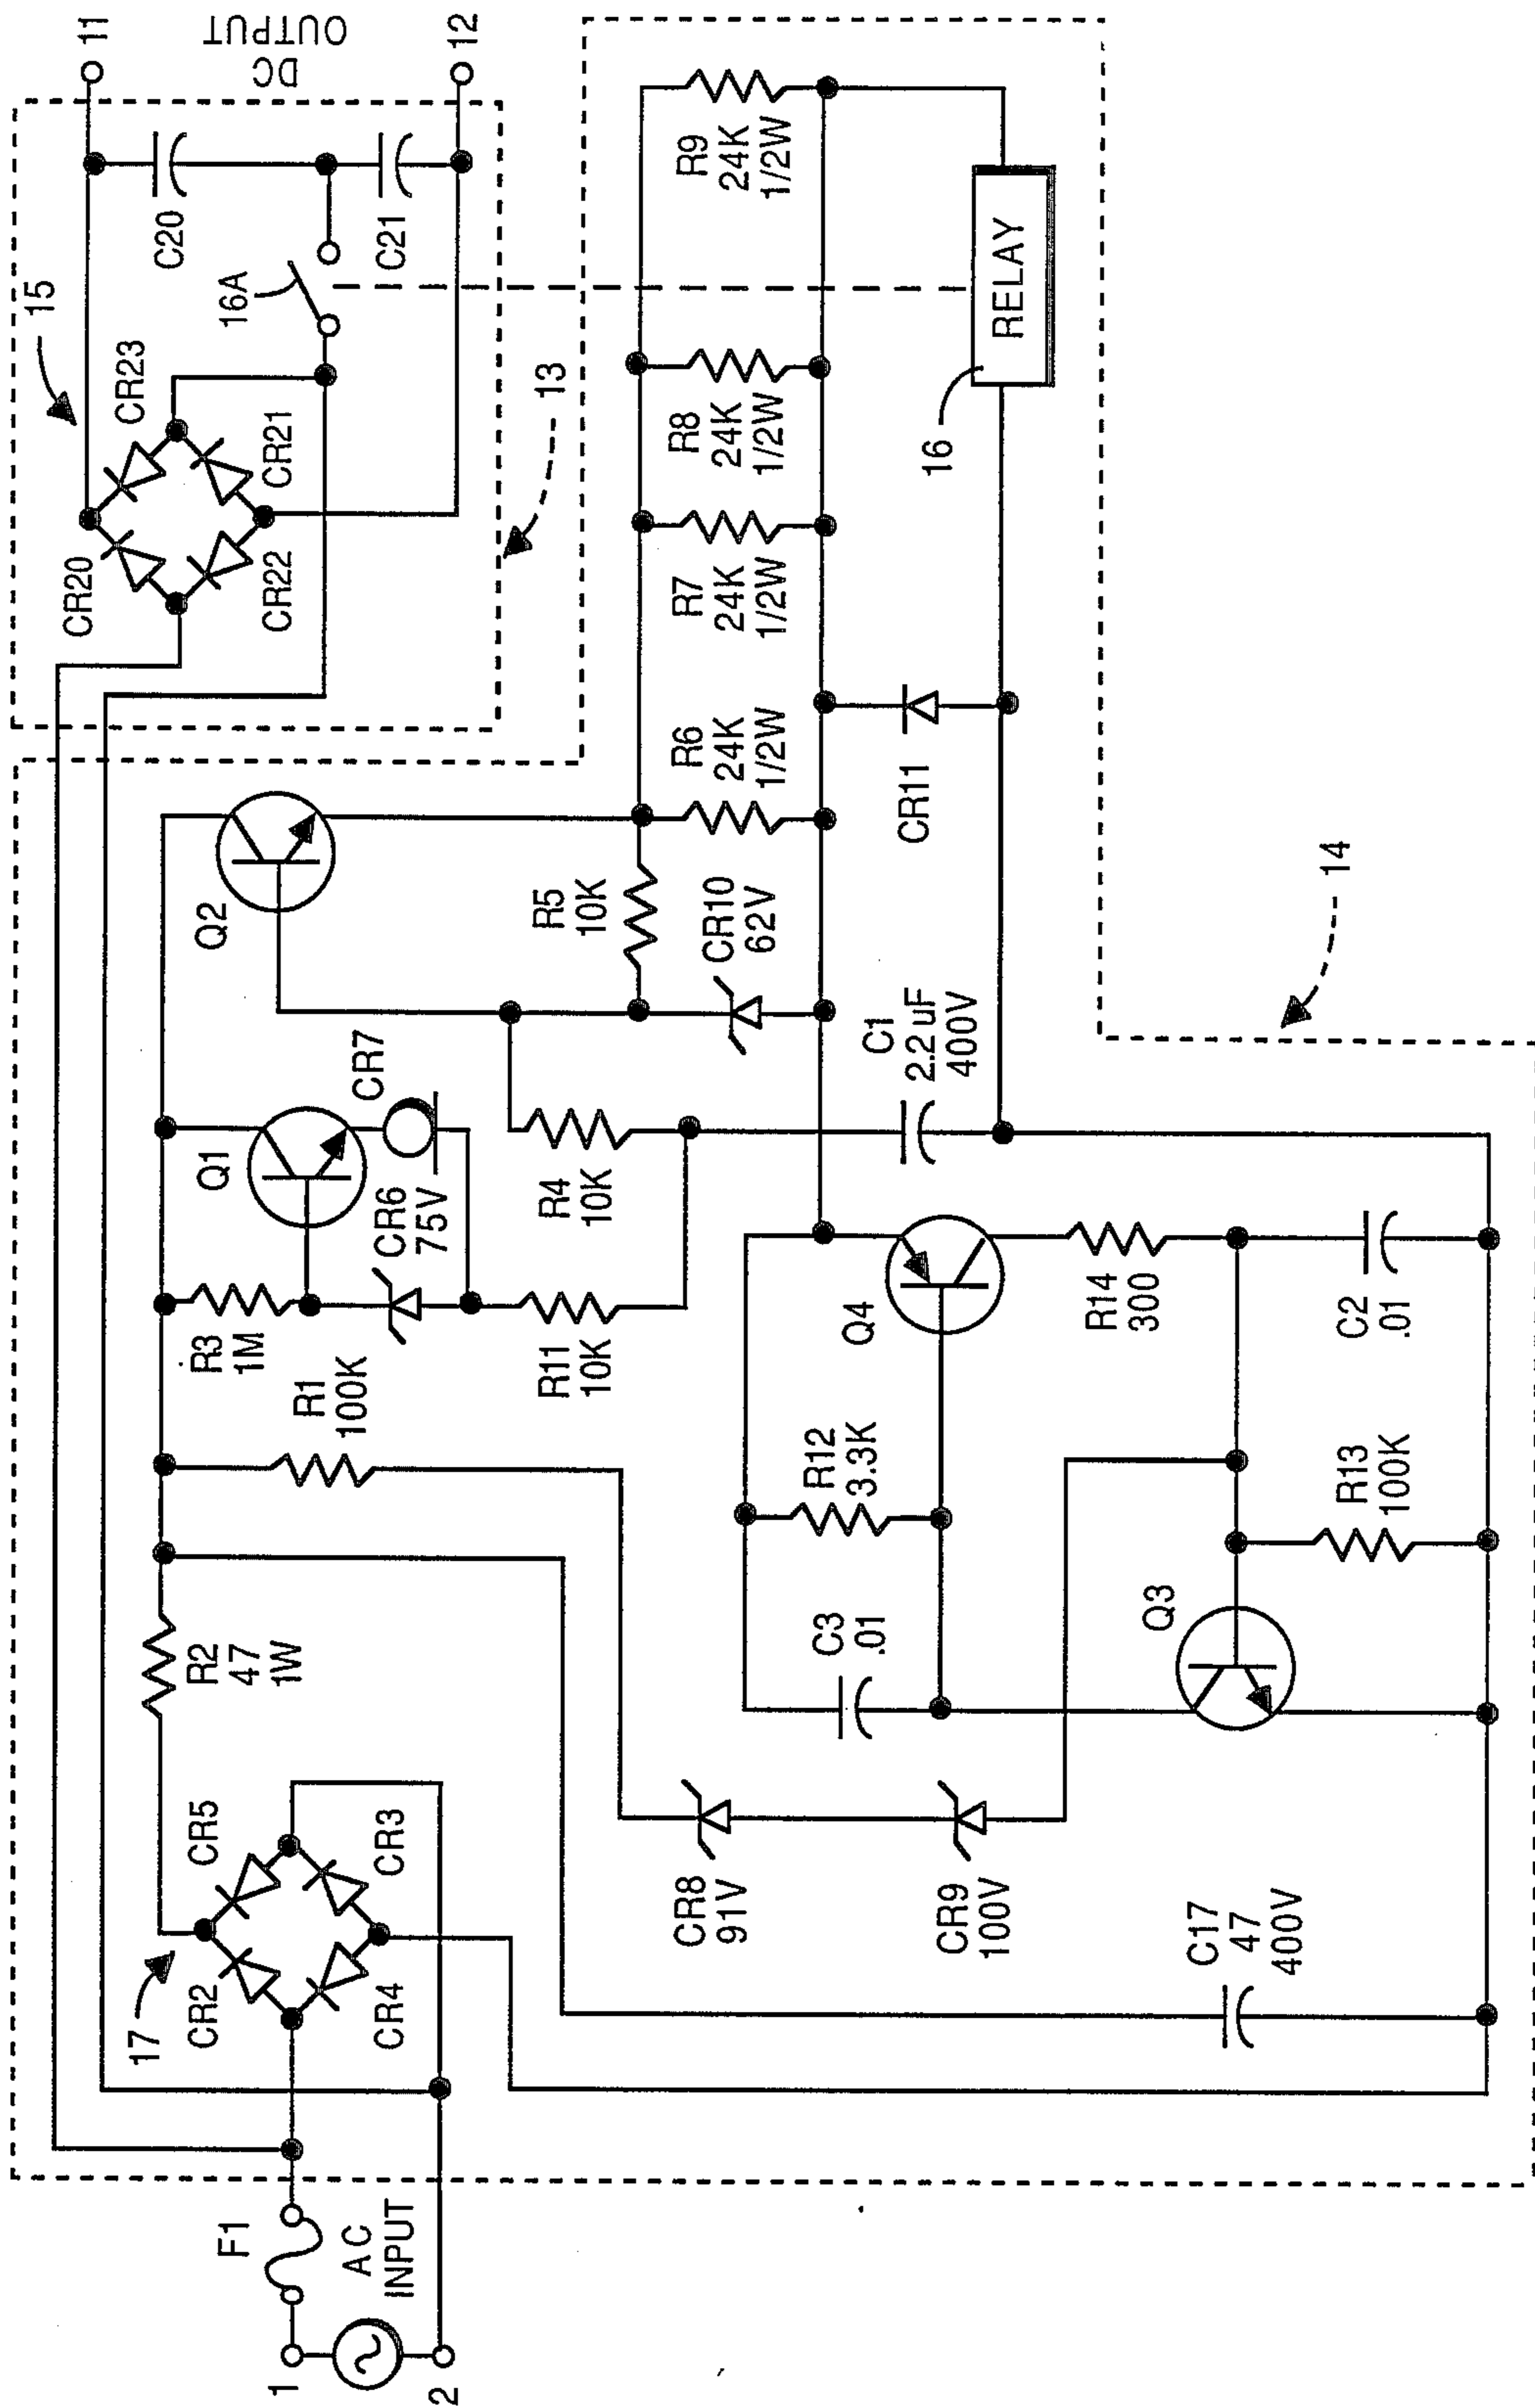 1
2
F1
AC
INPUT
17
CR2
CR5
CR4
CR3
R2
47
1W
R3
1M
R1
100K
Q1
CR7
CR6
75V
R11
10K
R4
10K
Q2
R5
10K
CR10
62V
R6
24K
1/2W
R7
24K
1/2W
R8
24K
1/2W
R9
24K
1/2W
CR11
C1
2.2 uF
400V
16
RELAY
CR8
91V
CR9
100V
C17
47
400V
C3
.01
R12
3.3K
Q4
R14
300
C2
.01
R13
100K
Q3
14
13
15
CR20
CR23
CR22
CR21
16A
C20
C21
11
12
DC
OUTPUT